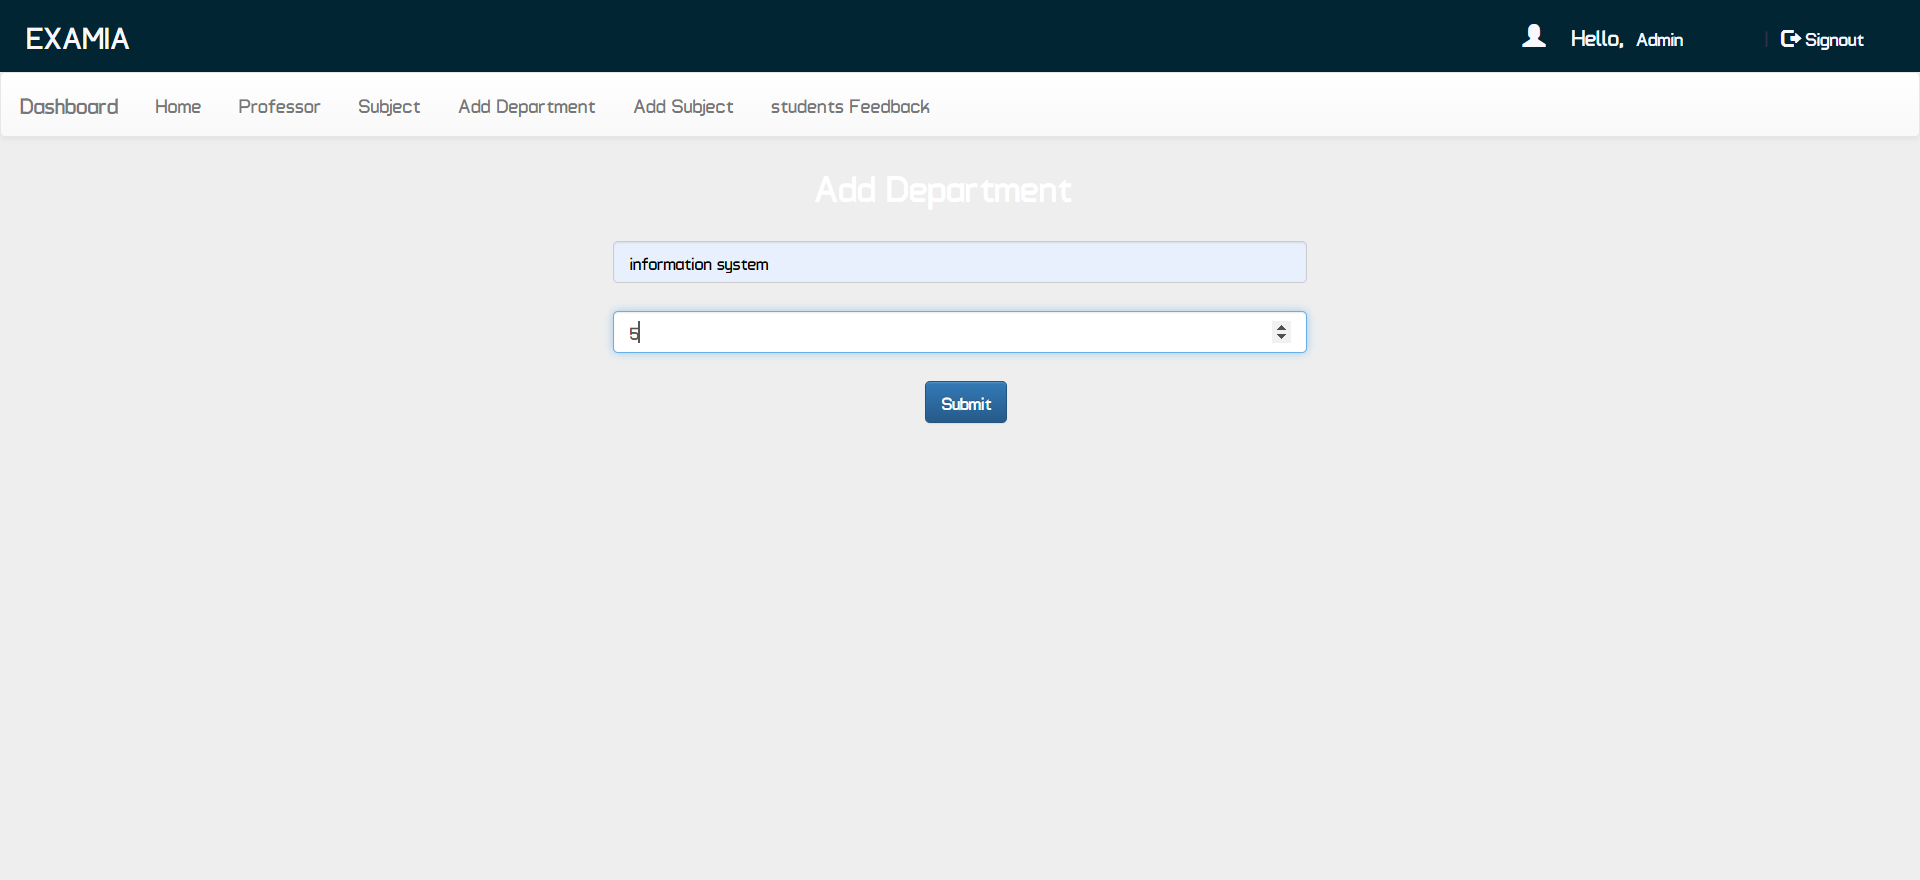 EXAMIA
Hello, Admin | Signout
Dashboard Home Professor Subject Add Department Add Subject students Feedback
Add Department
information system
5
Submit